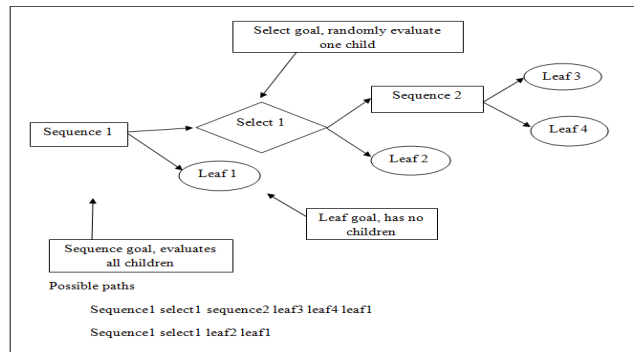 Select goal, randomly evaluate
one child
Leaf 3
Sequence 2
Select 1
Sequence 1
Leaf 4
Leaf 2
Leaf 1
Leaf goal, has no
children
Sequence goal, evaluates
all children
Possible paths
Sequence1 select1 sequence2 leaf3 leaf4 leaf1
Sequence1 select1 leaf2 leaf1